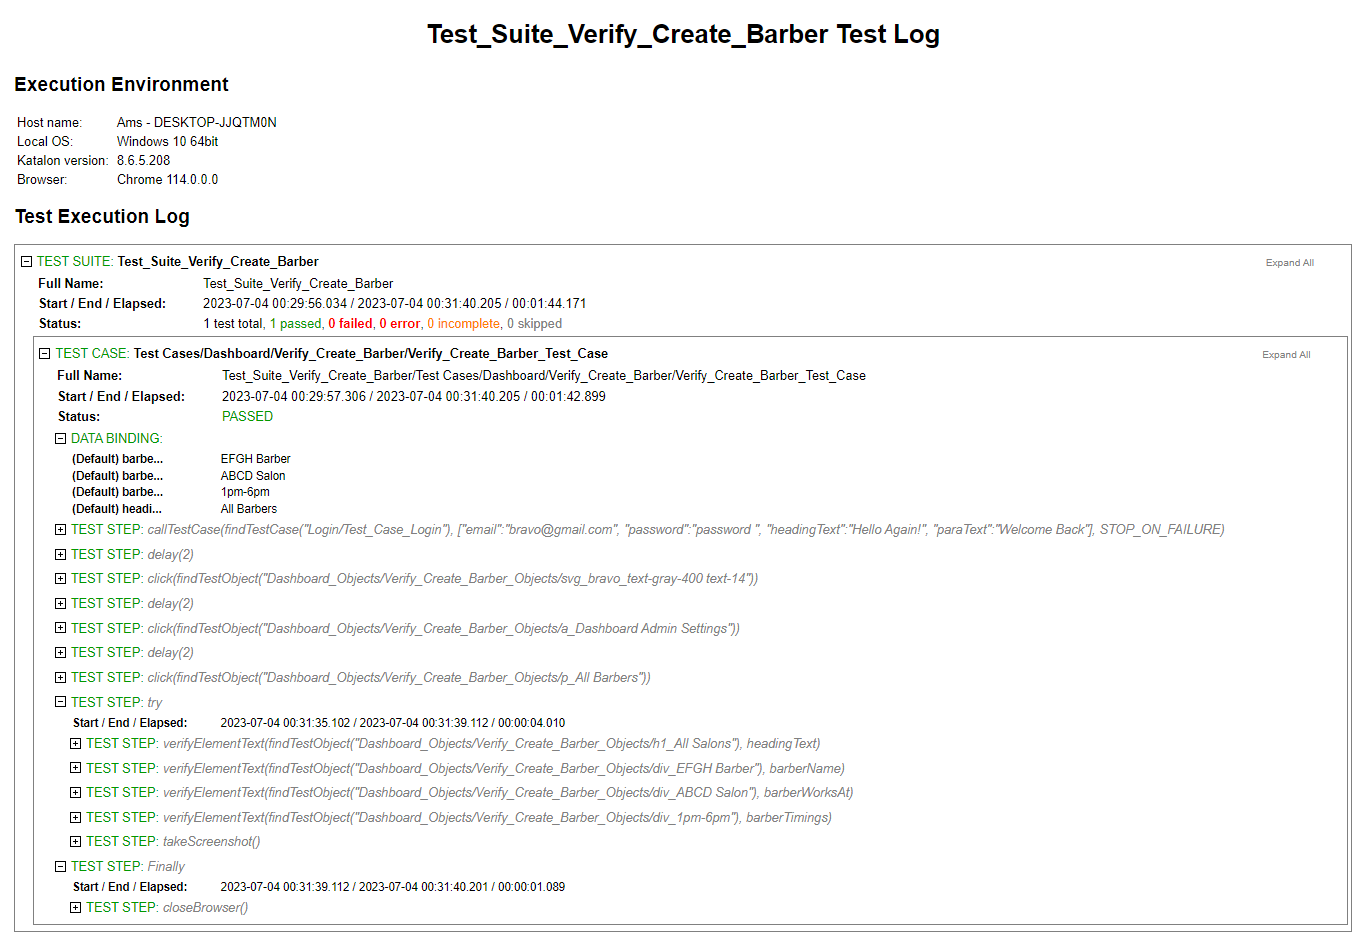 Test_Suite_Verify_Create_Barber Test Log
Execution Environment
Host name: Ams - DESKTOP-JJQTM0N
Local OS: Windows 10 64bit
Katalon version: 8.6.5.208
Browser: Chrome 114.0.0.0
Test Execution Log
TEST SUITE: Test_Suite_Verify_Create_Barber Expand All
Full Name: Test_Suite_Verify_Create_Barber
Start / End / Elapsed: 2023-07-04 00:29:56.034 / 2023-07-04 00:31:40.205 / 00:01:44.171
Status: 1 test total, 1 passed, 0 failed, 0 error, 0 incomplete, 0 skipped
TEST CASE: Test Cases/Dashboard/Verify_Create_Barber/Verify_Create_Barber_Test_Case Expand All
Full Name: Test_Suite_Verify_Create_Barber/Test Cases/Dashboard/Verify_Create_Barber/Verify_Create_Barber_Test_Case
Start / End / Elapsed: 2023-07-04 00:29:57.306 / 2023-07-04 00:31:40.205 / 00:01:42.899
Status: PASSED
DATA BINDING:
(Default) barbe... EFGH Barber
(Default) barbe... ABCD Salon
(Default) barbe... 1pm-6pm
(Default) headi... All Barbers
TEST STEP: callTestCase(findTestCase("Login/Test_Case_Login"), ["email":"bravo@gmail.com", "password":"password ", "headingText":"Hello Again!", "paraText":"Welcome Back"], STOP_ON_FAILURE)
TEST STEP: delay(2)
TEST STEP: click(findTestObject("Dashboard_Objects/Verify_Create_Barber_Objects/svg_bravo_text-gray-400 text-14"))
TEST STEP: delay(2)
TEST STEP: click(findTestObject("Dashboard_Objects/Verify_Create_Barber_Objects/a_Dashboard Admin Settings"))
TEST STEP: delay(2)
TEST STEP: click(findTestObject("Dashboard_Objects/Verify_Create_Barber_Objects/p_All Barbers"))
TEST STEP: try
Start / End / Elapsed: 2023-07-04 00:31:35.102 / 2023-07-04 00:31:39.112 / 00:00:04.010
TEST STEP: verifyElementText(findTestObject("Dashboard_Objects/Verify_Create_Barber_Objects/h1_All Salons"), headingText)
TEST STEP: verifyElementText(findTestObject("Dashboard_Objects/Verify_Create_Barber_Objects/div_EFGH Barber"), barberName)
TEST STEP: verifyElementText(findTestObject("Dashboard_Objects/Verify_Create_Barber_Objects/div_ABCD Salon"), barberWorksAt)
TEST STEP: verifyElementText(findTestObject("Dashboard_Objects/Verify_Create_Barber_Objects/div_1pm-6pm"), barberTimings)
TEST STEP: takeScreenshot()
TEST STEP: Finally
Start / End / Elapsed: 2023-07-04 00:31:39.112 / 2023-07-04 00:31:40.201 / 00:00:01.089
TEST STEP: closeBrowser()